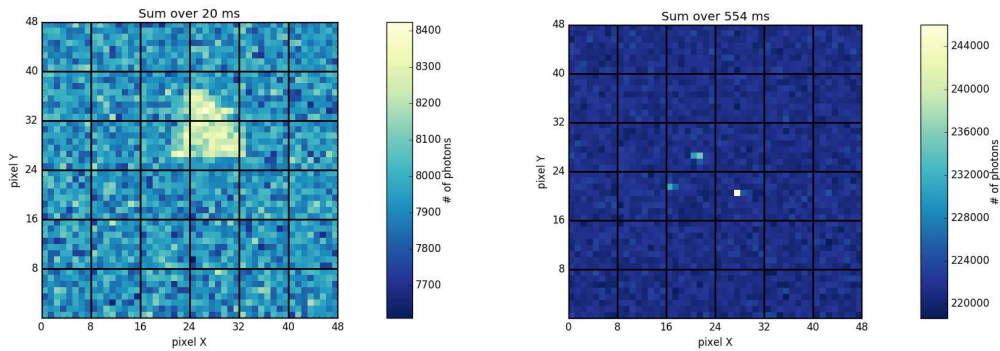 Sum over 20 ms
48
40
32
24
16
8
0 8 16 24 32 40 48
pixel X
pixel Y
8400
8300
8200
8100
8000
7900
7800
7700
# of photons
Sum over 554 ms
48
40
32
24
16
8
0 8 16 24 32 40 48
pixel X
pixel Y
244000
240000
236000
232000
228000
224000
220000
# of photons